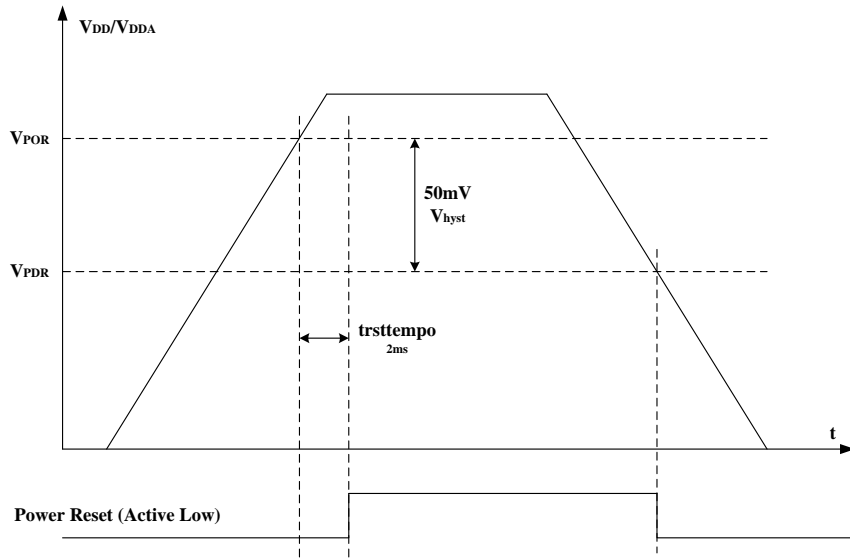 VDD/VDDA
VPOR
50mV
Vhyst
VPDR
trsttempo
2ms
t
Power Reset (Active Low)